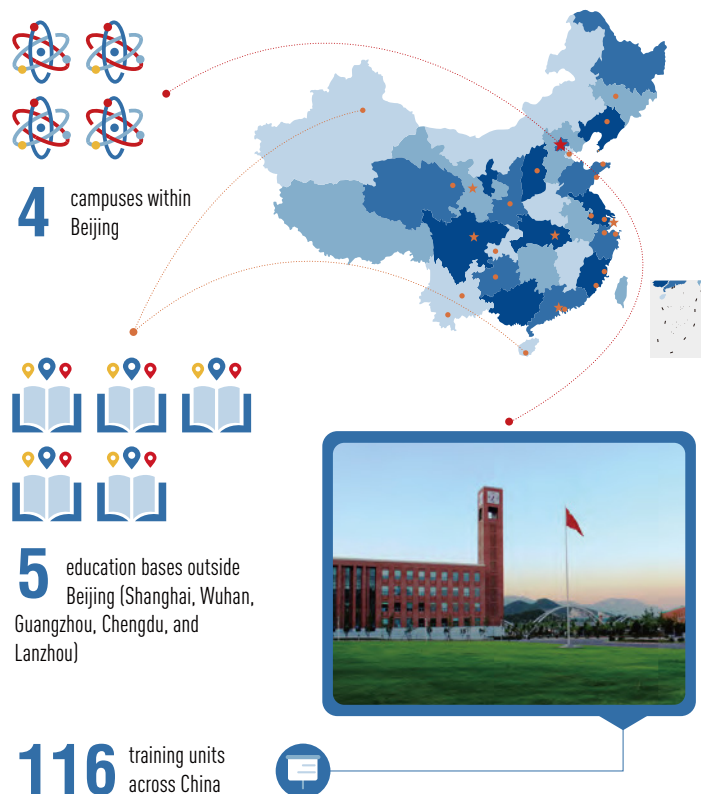 4 campuses within
Beijing
5 education bases outside
Beijing (Shanghai, Wuhan,
Guangzhou, Chengdu, and
Lanzhou)
116 training units
across China